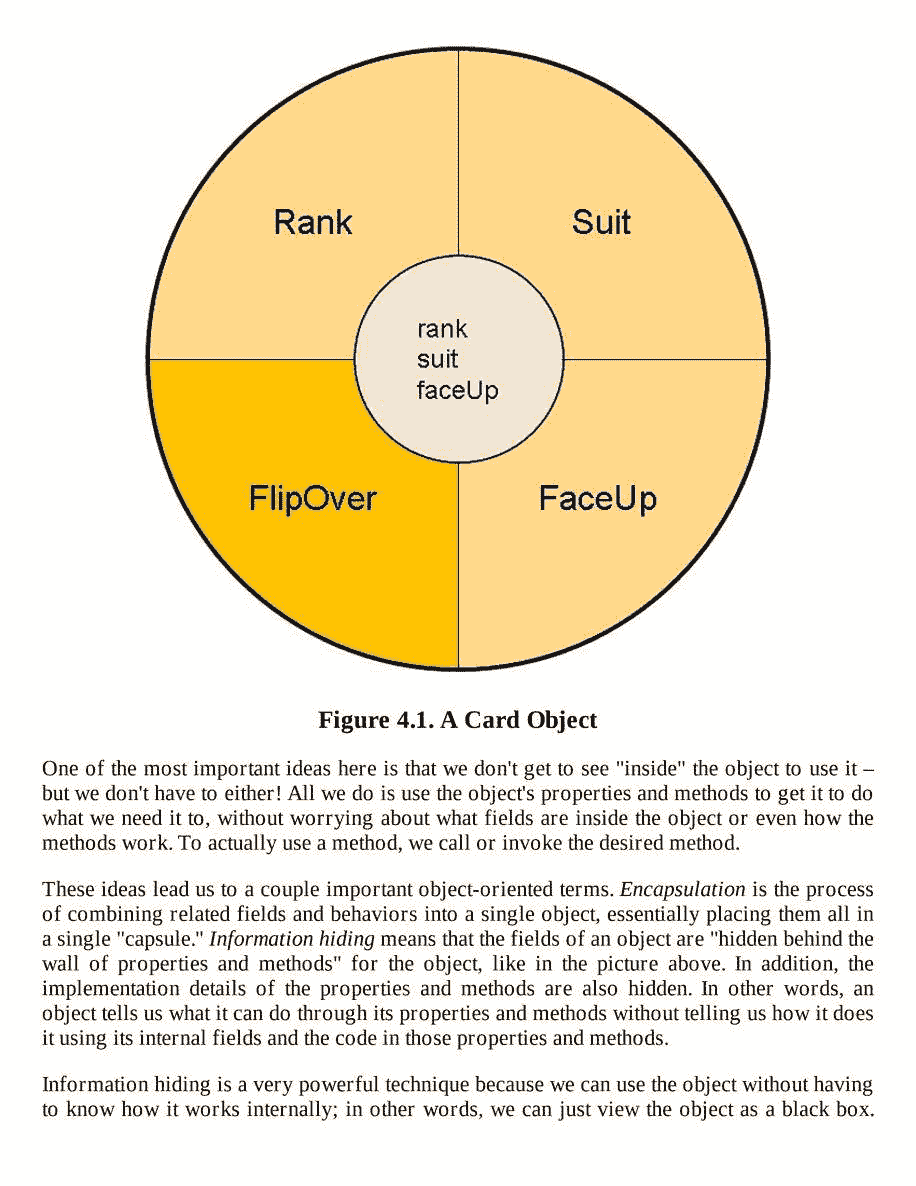 Rank
Suit
rank
suit
faceUp
FlipOver
FaceUp
Figure 4.1. A Card Object
One of the most important ideas here is that we don't get to see "inside" the object to use it –
but we don't have to either! All we do is use the object's properties and methods to get it to do
what we need it to, without worrying about what fields are inside the object or even how the
methods work. To actually use a method, we call or invoke the desired method.
These ideas lead us to a couple important object-oriented terms. Encapsulation is the process
of combining related fields and behaviors into a single object, essentially placing them all in
a single "capsule." Information hiding means that the fields of an object are "hidden behind the
wall of properties and methods" for the object, like in the picture above. In addition, the
implementation details of the properties and methods are also hidden. In other words, an
object tells us what it can do through its properties and methods without telling us how it does
it using its internal fields and the code in those properties and methods.
Information hiding is a very powerful technique because we can use the object without having
to know how it works internally; in other words, we can just view the object as a black box.